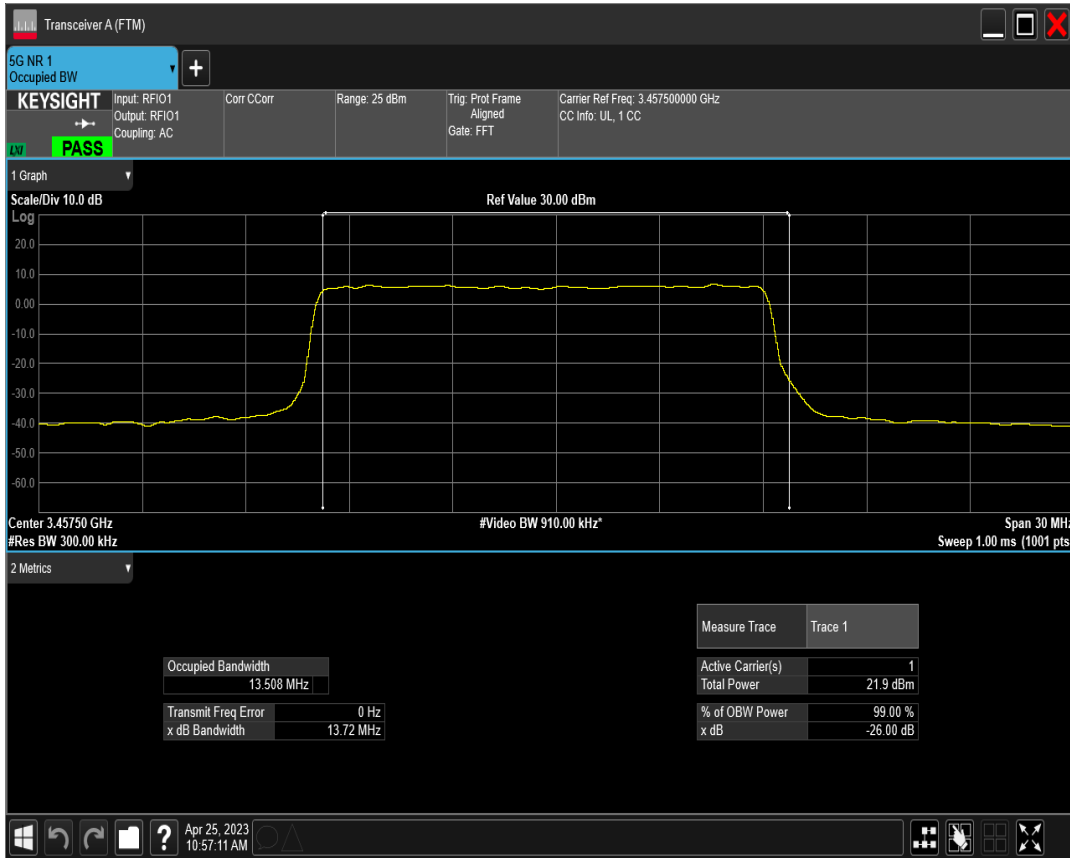 Transceiver A (FTM)
5G NR 1
Occupied BW
+
KEYSIGHT
LXI
PASS
Input: RFIO1
Output: RFIO1
Coupling: AC
Corr CCorr
Range: 25 dBm
Trig: Prot Frame
Aligned
Gate: FFT
Carrier Ref Freq: 3.457500000 GHz
CC Info: UL, 1 CC
1 Graph
Scale/Div 10.0 dB
Ref Value 30.00 dBm
Log
20.0
10.0
0.00
-10.0
-20.0
-30.0
-40.0
-50.0
-60.0
Center 3.45750 GHz
#Video BW 910.00 kHz*
Span 30 MHz
#Res BW 300.00 kHz
Sweep 1.00 ms (1001 pts
2 Metrics
Measure Trace Trace 1
Occupied Bandwidth
13.508 MHz
Active Carrier(s) 1
Total Power 21.9 dBm
Transmit Freq Error 0 Hz
x dB Bandwidth 13.72 MHz
% of OBW Power 99.00 %
x dB -26.00 dB
?
Apr 25, 2023
10:57:11 AM